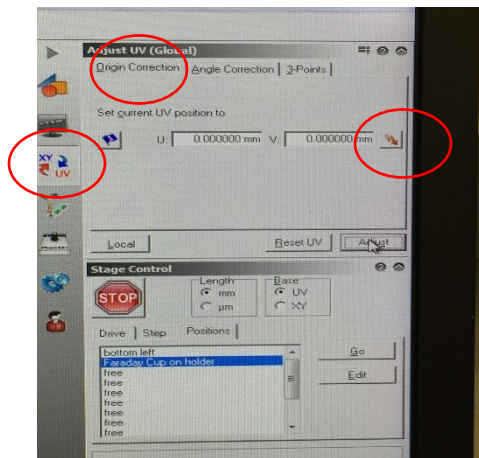 Adjust UV (Global)
Origin Correction Angle Correction 3-Points
Set current UV position to
U: 0.000000 mm V: 0.000000 mm
XY
UV
Local Reset UV Adjust
Stage Control
STOP
Length Base
mm UV
µm XY
Drive Step Positions
bottom left
Faraday Cup on holder
free
free
free
free
free
free
free
Go
Edit